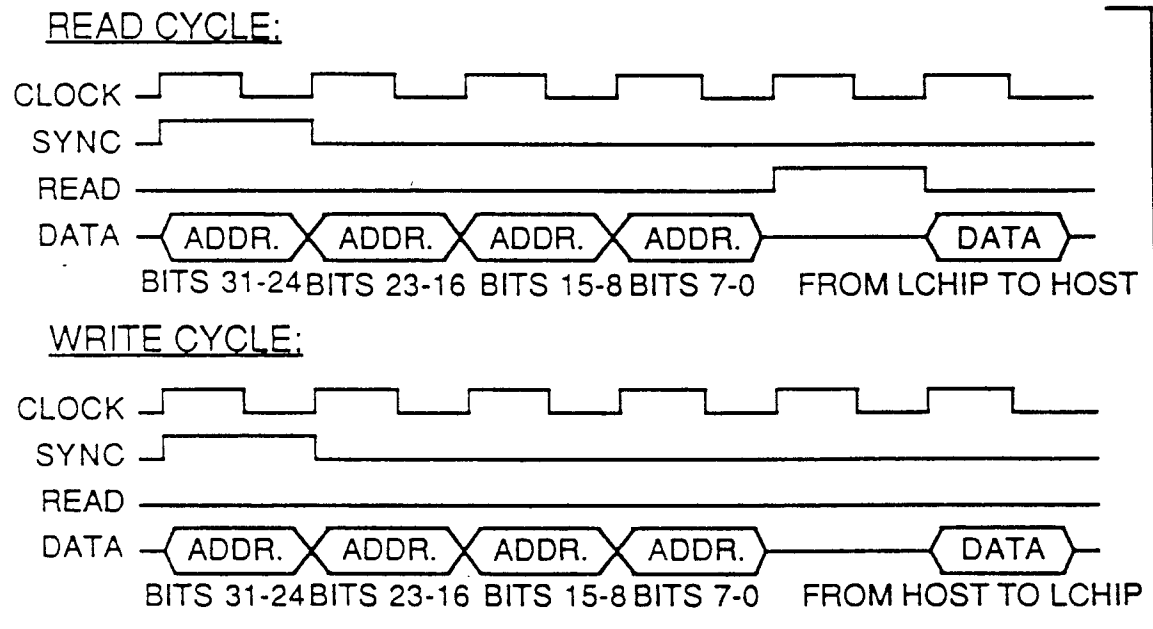 READ CYCLE:
CLOCK
SYNC
READ
DATA ADDR. ADDR. ADDR. ADDR. DATA
BITS 31-24 BITS 23-16 BITS 15-8 BITS 7-0 FROM LCHIP TO HOST
WRITE CYCLE:
CLOCK
SYNC
READ
DATA ADDR. ADDR. ADDR. ADDR. DATA
BITS 31-24 BITS 23-16 BITS 15-8 BITS 7-0 FROM HOST TO LCHIP